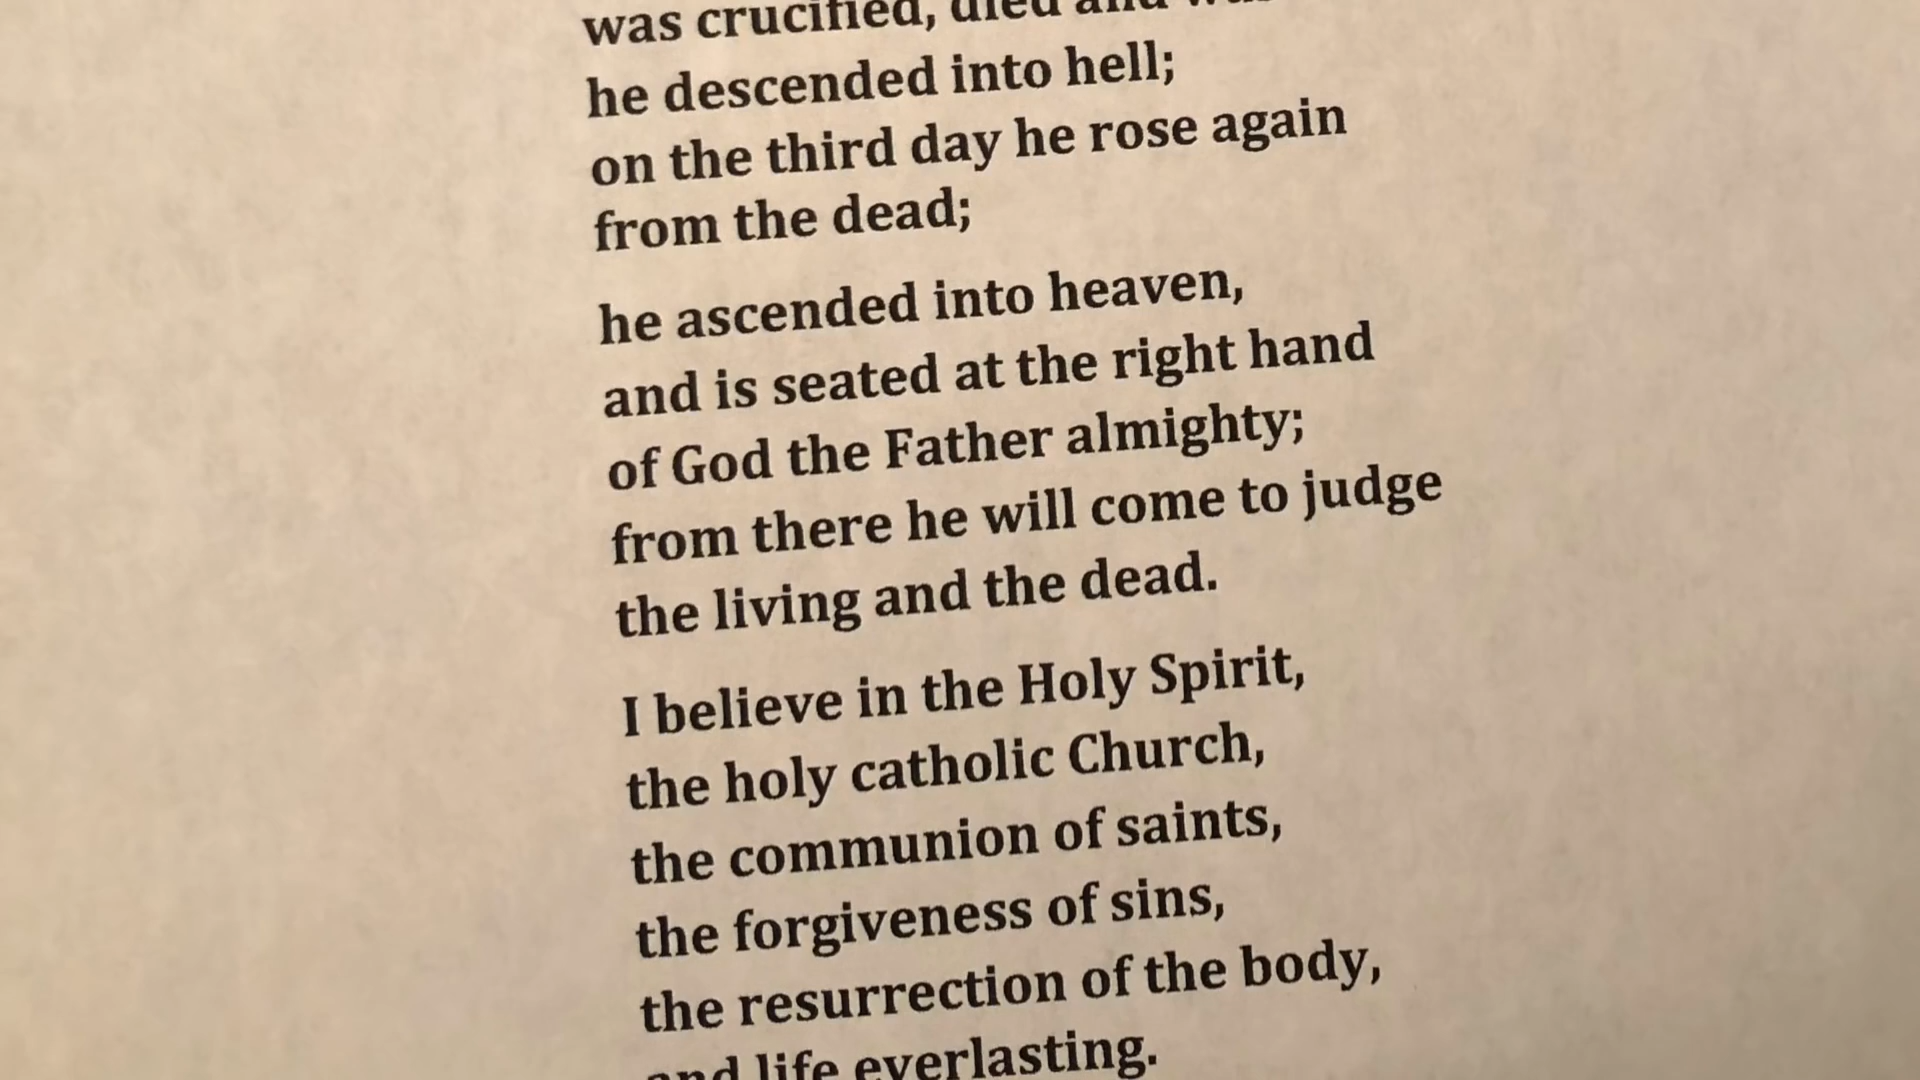 was crucified, died and
he descended into hell;
on the third day he rose again
from the dead;
he ascended into heaven,
and is seated at the right hand
of God the Father almighty;
from there he will come to judge
the living and the dead.
I believe in the Holy Spirit,
the holy catholic Church,
the communion of saints,
the forgiveness of sins,
the resurrection of the body,
and life everlasting.